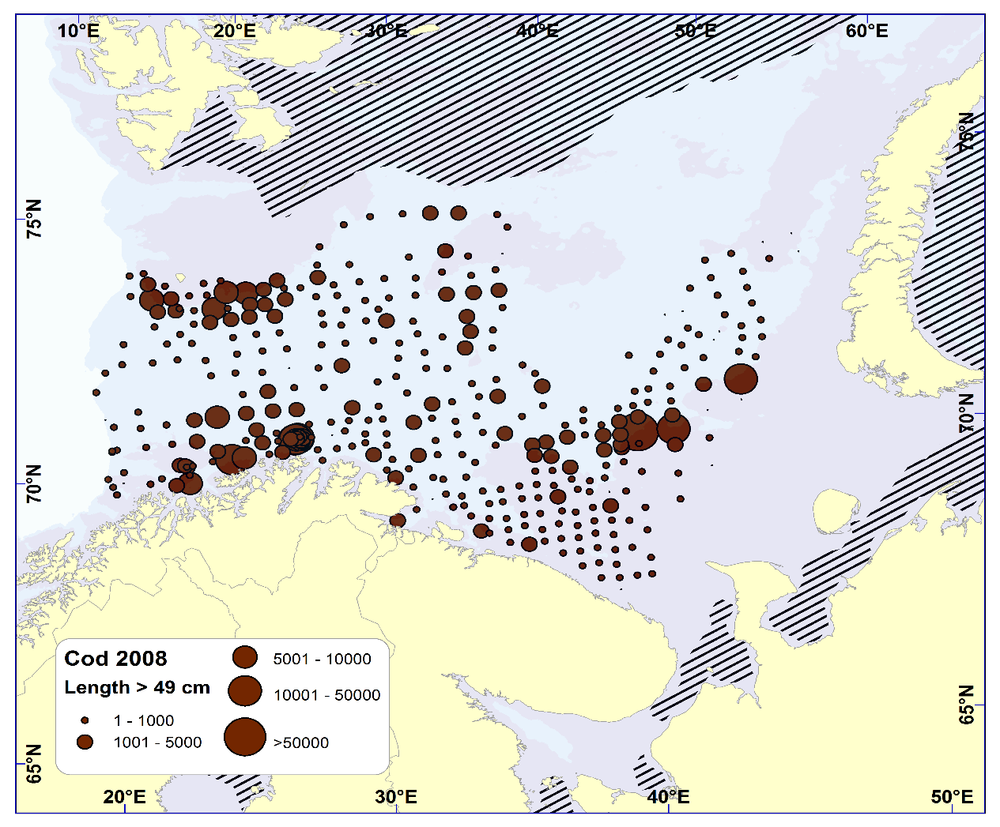 10°E 20°E 30°E 40°E 50°E 60°E
75°N
75°N
70°N
70°N
65°N
65°N
Cod 2008
Length > 49 cm
1 - 1000
1001 - 5000
5001 - 10000
10001 - 50000
>50000
20°E 30°E 40°E 50°E